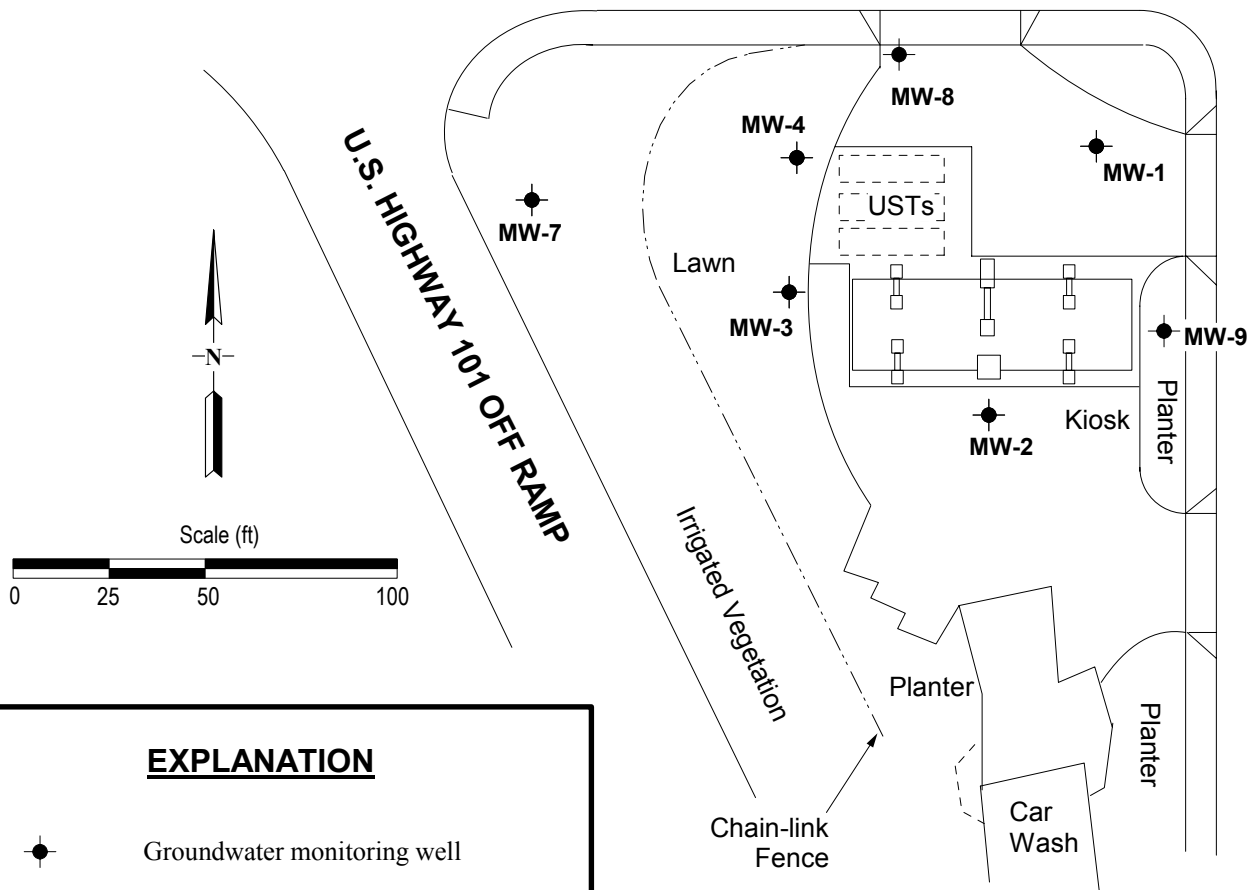 MW-8
MW-4
MW-1
U.S. HIGHWAY 101 OFF RAMP
USTs
MW-7
Lawn
MW-3
MW-9
N
Planter
Kiosk
MW-2
Scale (ft)
0 25 50 100
Irrigated Vegetation
Planter
Planter
EXPLANATION
Chain-link
Fence
Car
Wash
Groundwater monitoring well